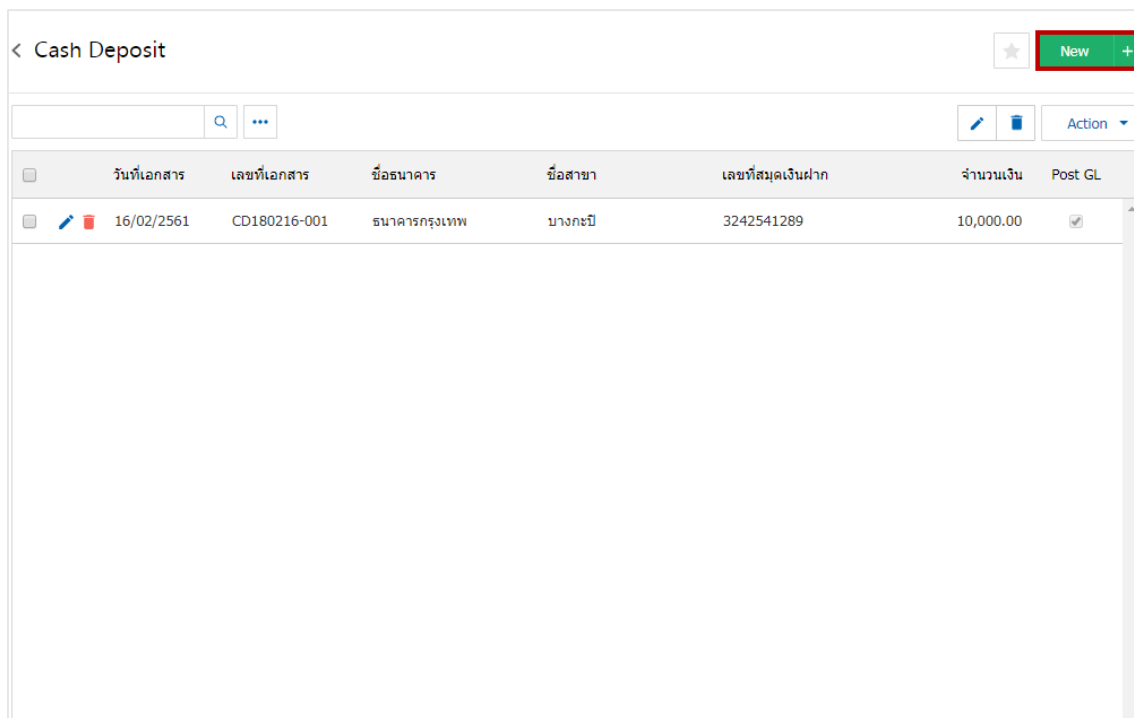 Cash Deposit
New +
Action
วันที่เอกสาร เลขที่เอกสาร ชื่อธนาคาร ชื่อสาขา เลขที่สมุดเงินฝาก จำนวนเงิน Post GL
16/02/2561 CD180216-001 ธนาคารกรุงเทพ บางกะปิ 3242541289 10,000.00